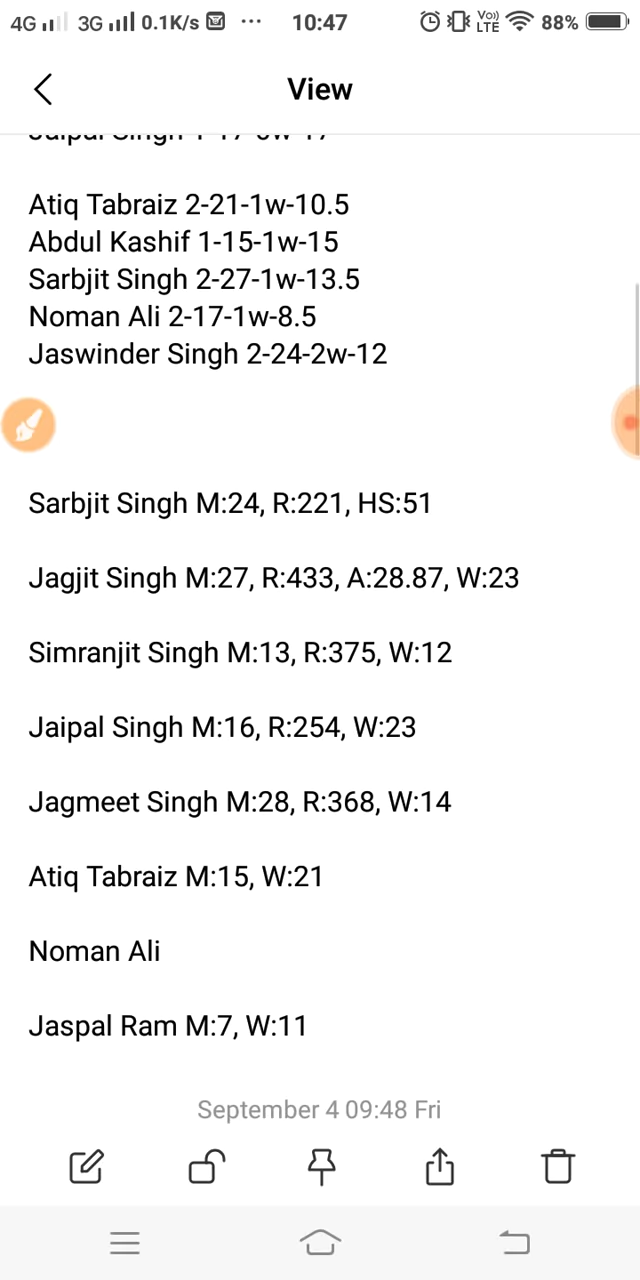 4G 3G 0.1K/s ... 10:47 Vo)) LTE 88%
View
Atiq Tabraiz 2-21-1w-10.5
Abdul Kashif 1-15-1w-15
Sarbjit Singh 2-27-1w-13.5
Noman Ali 2-17-1w-8.5
Jaswinder Singh 2-24-2w-12
Sarbjit Singh M:24, R:221, HS:51
Jagjit Singh M:27, R:433, A:28.87, W:23
Simranjit Singh M:13, R:375, W:12
Jaipal Singh M:16, R:254, W:23
Jagmeet Singh M:28, R:368, W:14
Atiq Tabraiz M:15, W:21
Noman Ali
Jaspal Ram M:7, W:11
September 4 09:48 Fri